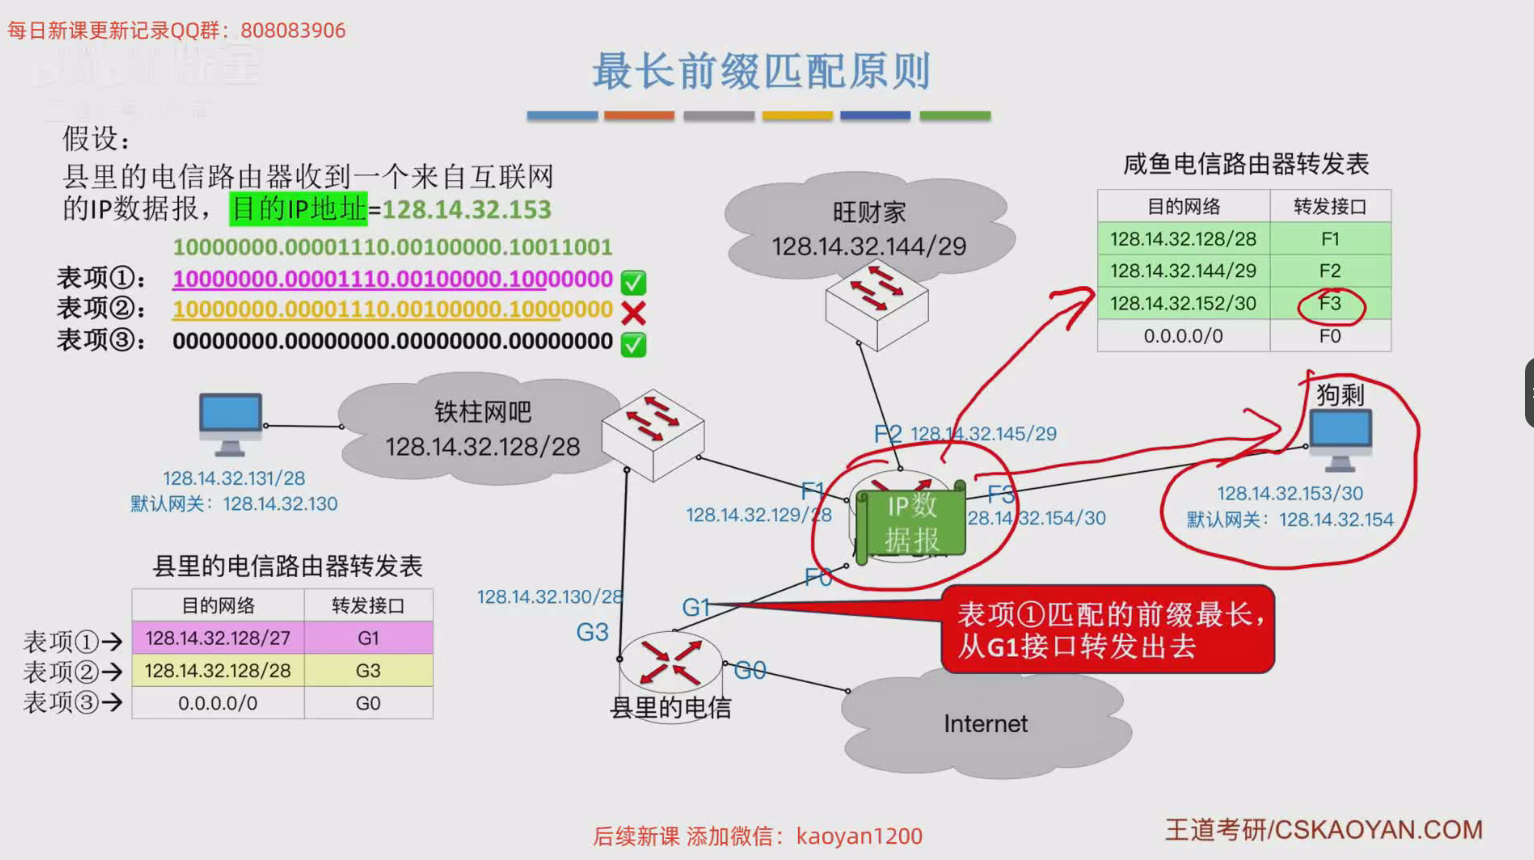 每日新课更新记录QQ群：808083906
最长前缀匹配原则
假设：
县里的电信路由器收到一个来自互联网
的IP数据报，目的IP地址=128.14.32.153
10000000.00001110.00100000.10011001
表项①： 10000000.00001110.00100000.10000000
表项②： 10000000.00001110.00100000.10000000
表项③： 00000000.00000000.00000000.00000000
旺财家
128.14.32.144/29
咸鱼电信路由器转发表
目的网络 转发接口
128.14.32.128/28 F1
128.14.32.144/29 F2
128.14.32.152/30 F3
0.0.0.0/0 F0
铁柱网吧
128.14.32.128/28
128.14.32.131/28
默认网关：128.14.32.130
F2 128.14.32.145/29
狗剩
128.14.32.153/30
默认网关：128.14.32.154
F1
128.14.32.129/28
IP数
据报
F3
28.14.32.154/30
F0
128.14.32.130/28
G1
G3
G0
表项①匹配的前缀最长，
从G1接口转发出去
县里的电信路由器转发表
目的网络 转发接口
表项①→ 128.14.32.128/27 G1
表项②→ 128.14.32.128/28 G3
表项③→ 0.0.0.0/0 G0
县里的电信
Internet
后续新课 添加微信：kaoyan1200
王道考研/CSKAOYAN.COM